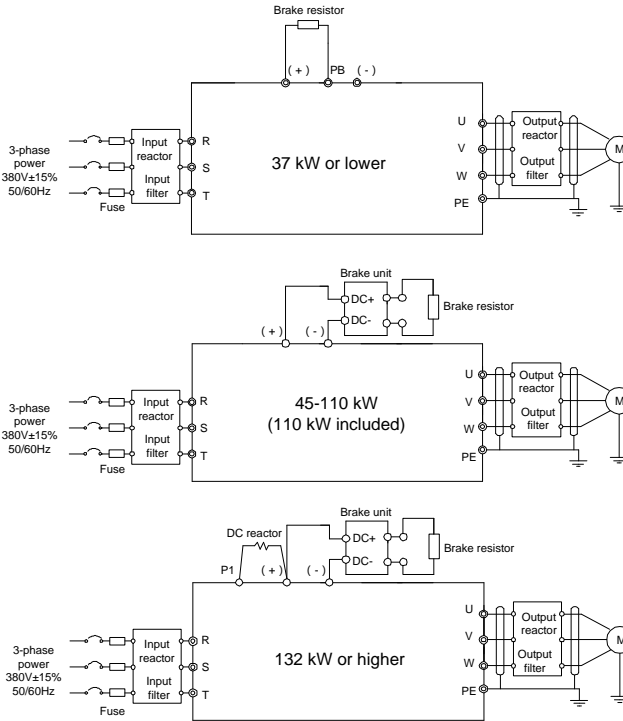 Brake resistor
( + )
PB
( - )
3-phase
power
380V±15%
50/60Hz
Fuse
Input
reactor
Input
filter
R
S
T
37 kW or lower
U
V
W
PE
Output
reactor
Output
filter
M
Brake unit
DC+
DC-
Brake resistor
( + )
( - )
3-phase
power
380V±15%
50/60Hz
Fuse
Input
reactor
Input
filter
R
S
T
45-110 kW
(110 kW included)
U
V
W
PE
Output
reactor
Output
filter
M
Brake unit
DC reactor
DC+
DC-
Brake resistor
P1
( + )
( - )
3-phase
power
380V±15%
50/60Hz
Fuse
Input
reactor
Input
filter
R
S
T
132 kW or higher
U
V
W
PE
Output
reactor
Output
filter
M